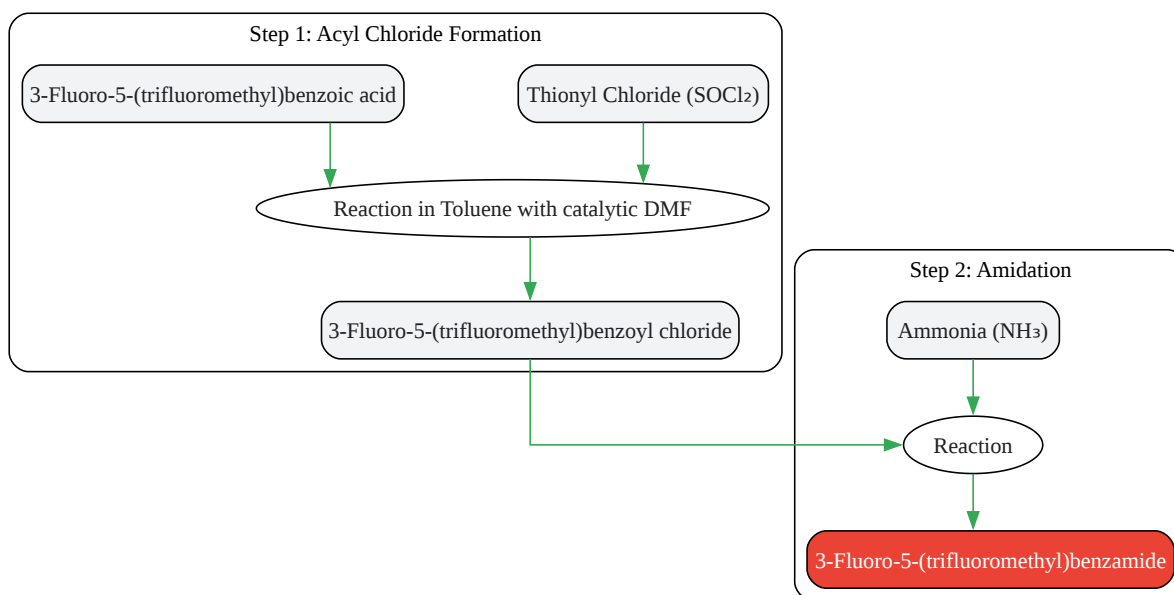 Step 1: Acyl Chloride Formation
3-Fluoro-5-(trifluoromethyl)benzoic acid
Thionyl Chloride (SOCl₂)
Reaction in Toluene with catalytic DMF
3-Fluoro-5-(trifluoromethyl)benzoyl chloride
Step 2: Amidation
Ammonia (NH₃)
Reaction
3-Fluoro-5-(trifluoromethyl)benzamide